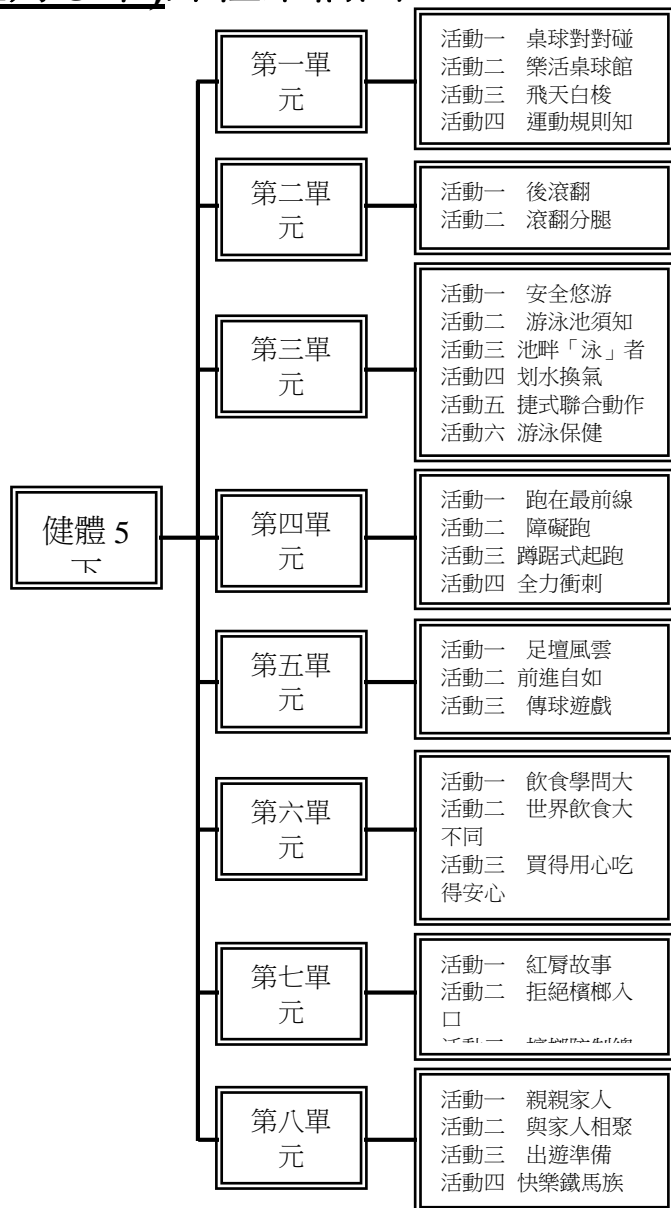 健體 5
下
第一單
元
活動一 桌球對對碰
活動二 樂活桌球館
活動三 飛天白梭
活動四 運動規則知
第二單
元
活動一 後滾翻
活動二 滾翻分腿
第三單
元
活動一 安全悠游
活動二 游泳池須知
活動三 池畔「泳」者
活動四 划水換氣
活動五 捷式聯合動作
活動六 游泳保健
第四單
元
活動一 跑在最前線
活動二 障礙跑
活動三 蹲踞式起跑
活動四 全力衝刺
第五單
元
活動一 足壇風雲
活動二 前進自如
活動三 傳球遊戲
第六單
元
活動一 飲食學問大
活動二 世界飲食大
不同
活動三 買得用心吃
得安心
第七單
元
活動一 紅脣故事
活動二 拒絕檳榔入
口
第八單
元
活動一 親親家人
活動二 與家人相聚
活動三 出遊準備
活動四 快樂鐵馬族